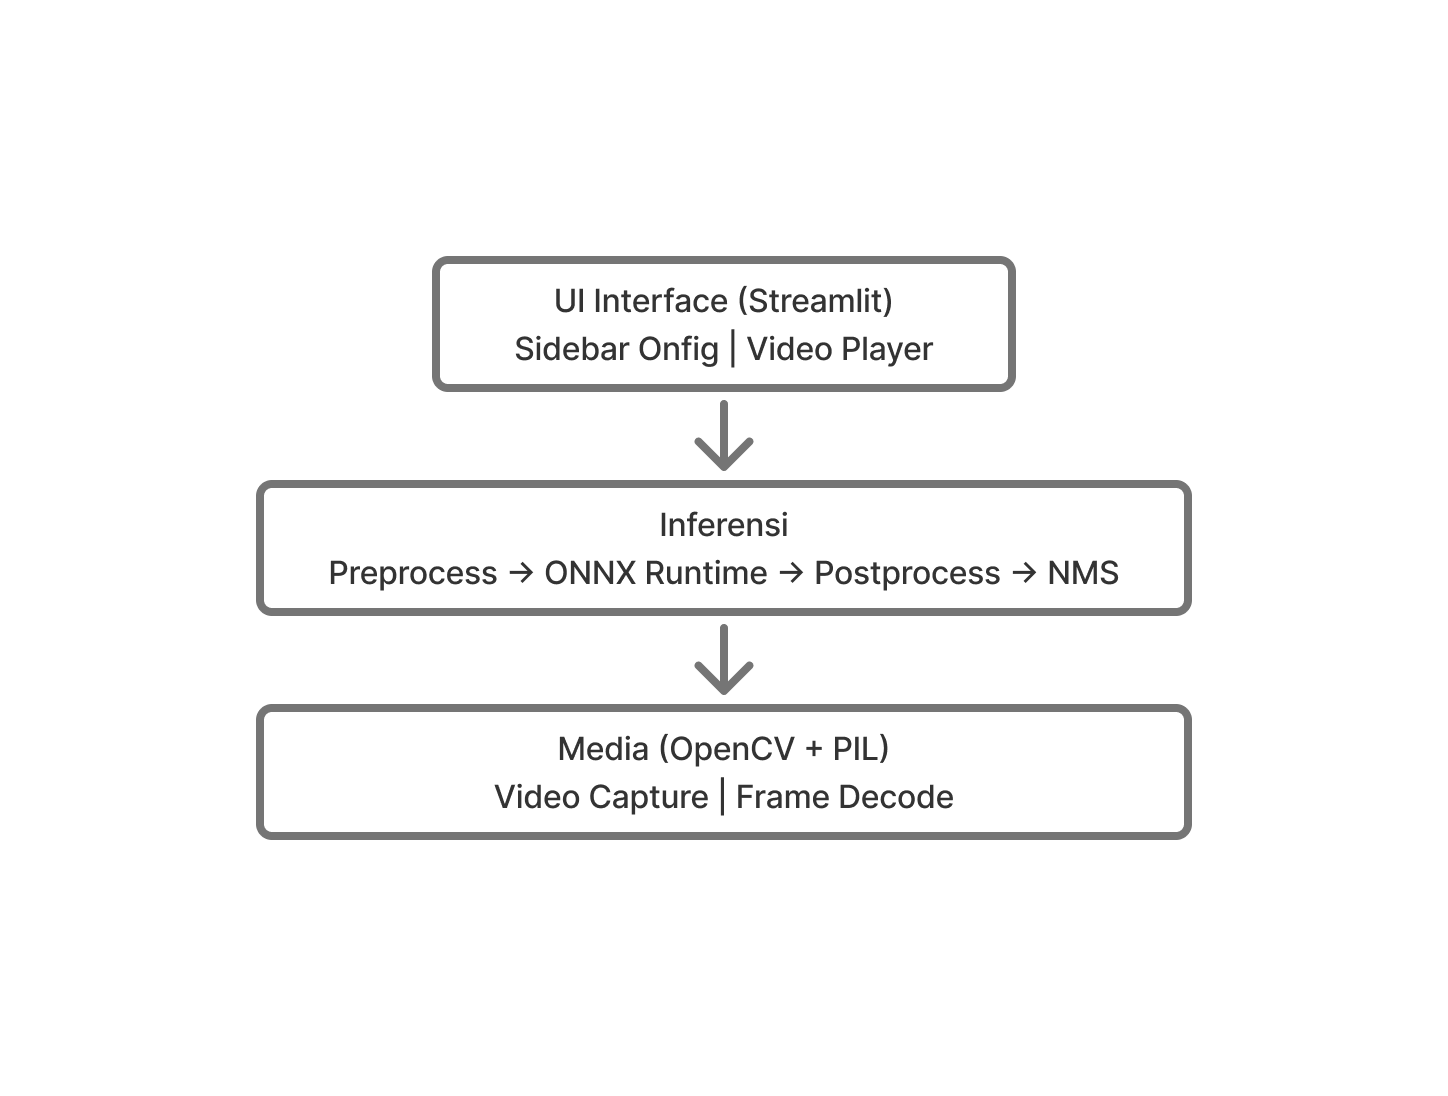 UI Interface (Streamlit)
Sidebar Onfig | Video Player
Inferensi
Preprocess → ONNX Runtime → Postprocess → NMS
Media (OpenCV + PIL)
Video Capture | Frame Decode